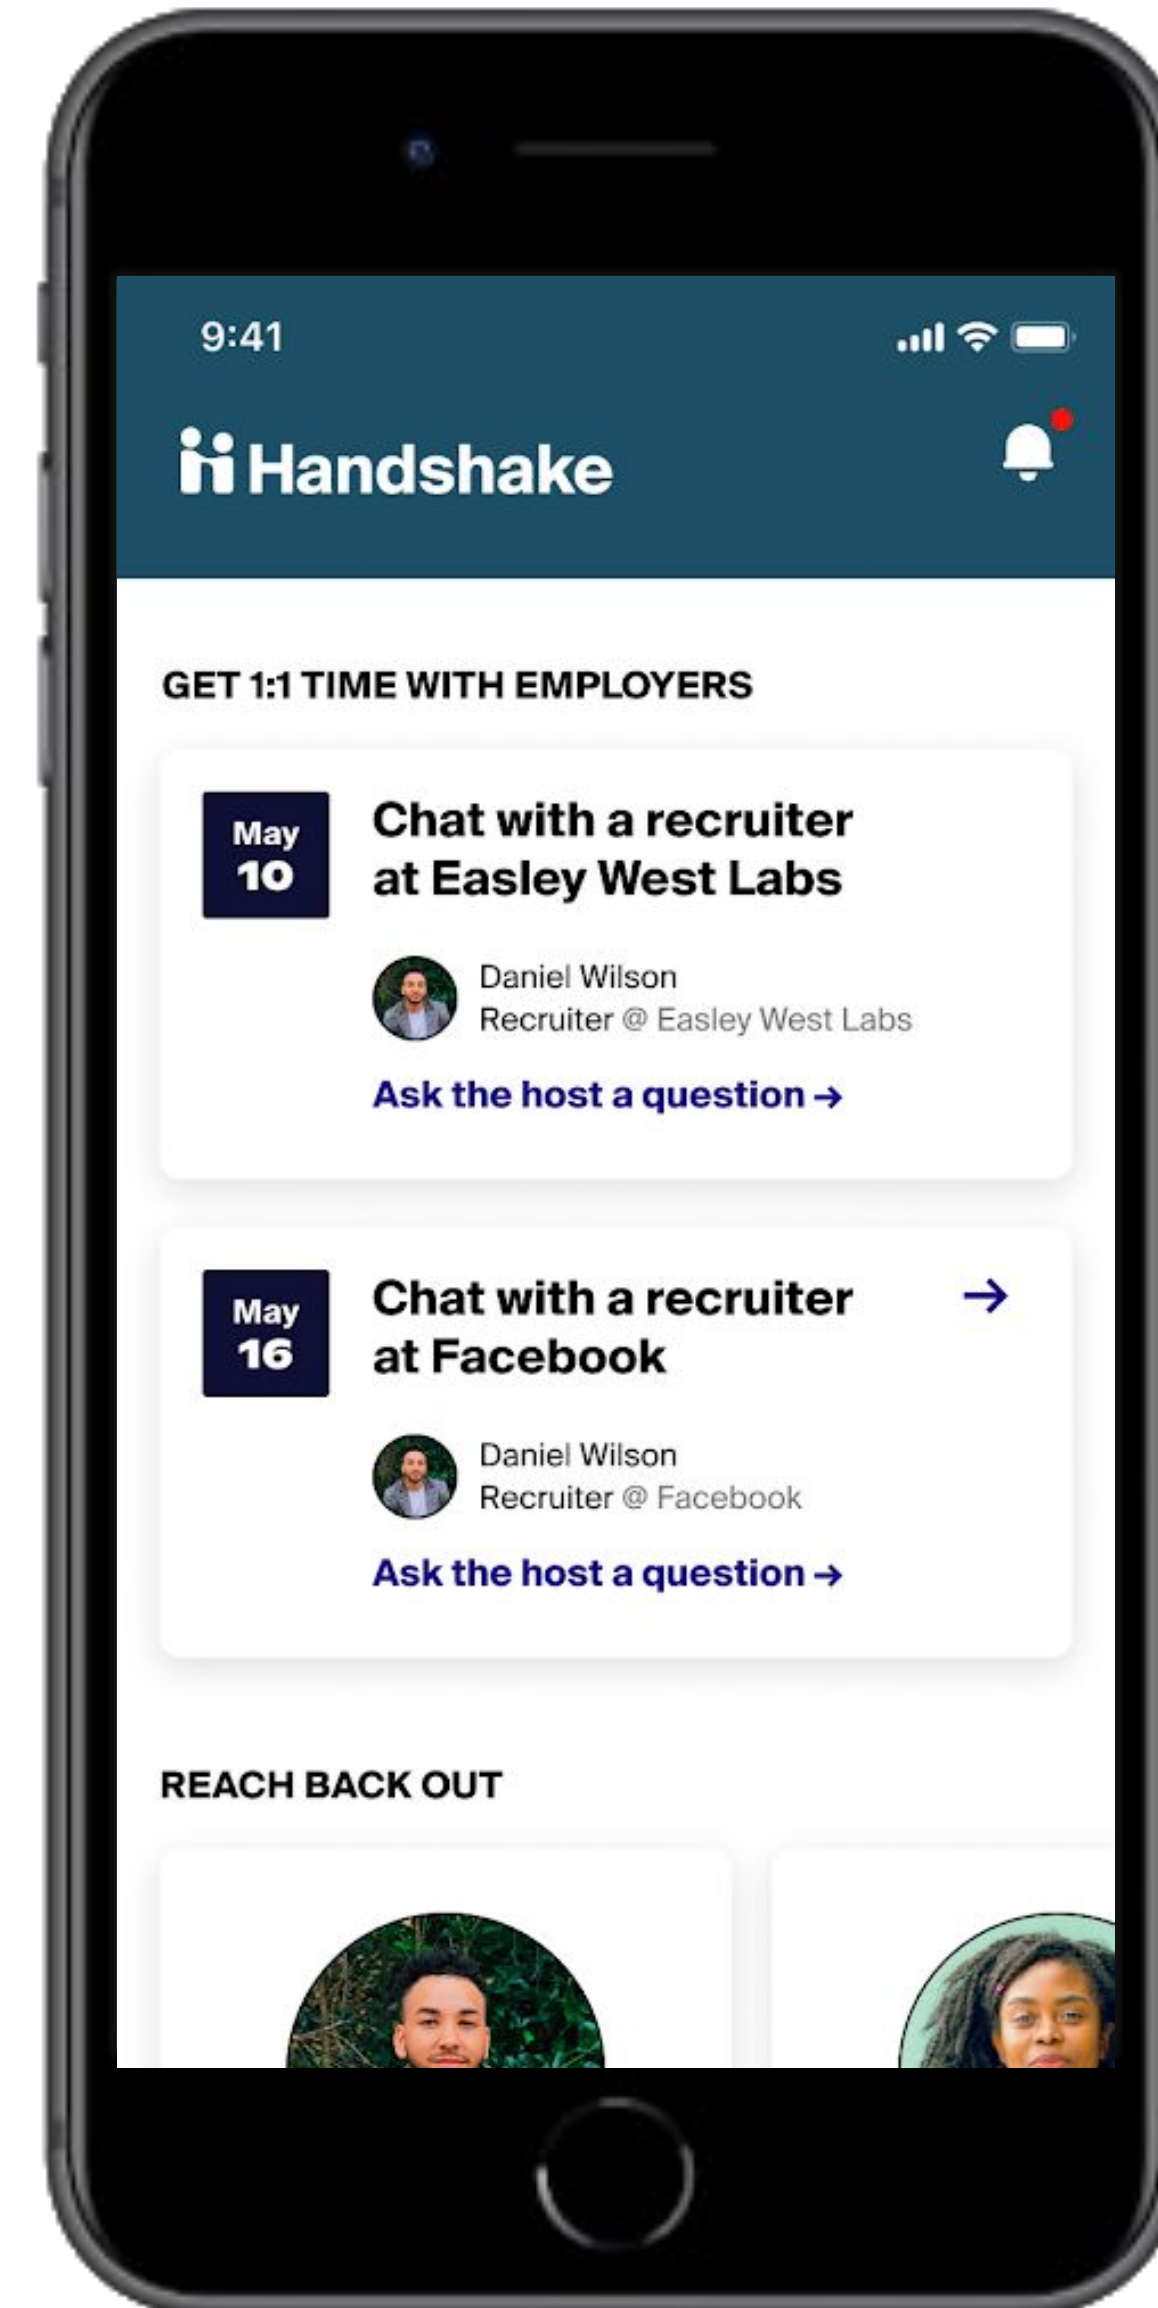 9:41
Handshake
GET 1:1 TIME WITH EMPLOYERS
May
10
Chat with a recruiter
at Easley West Labs
Daniel Wilson
Recruiter @ Easley West Labs
Ask the host a question →
May
16
Chat with a recruiter →
at Facebook
Daniel Wilson
Recruiter @ Facebook
Ask the host a question →
REACH BACK OUT